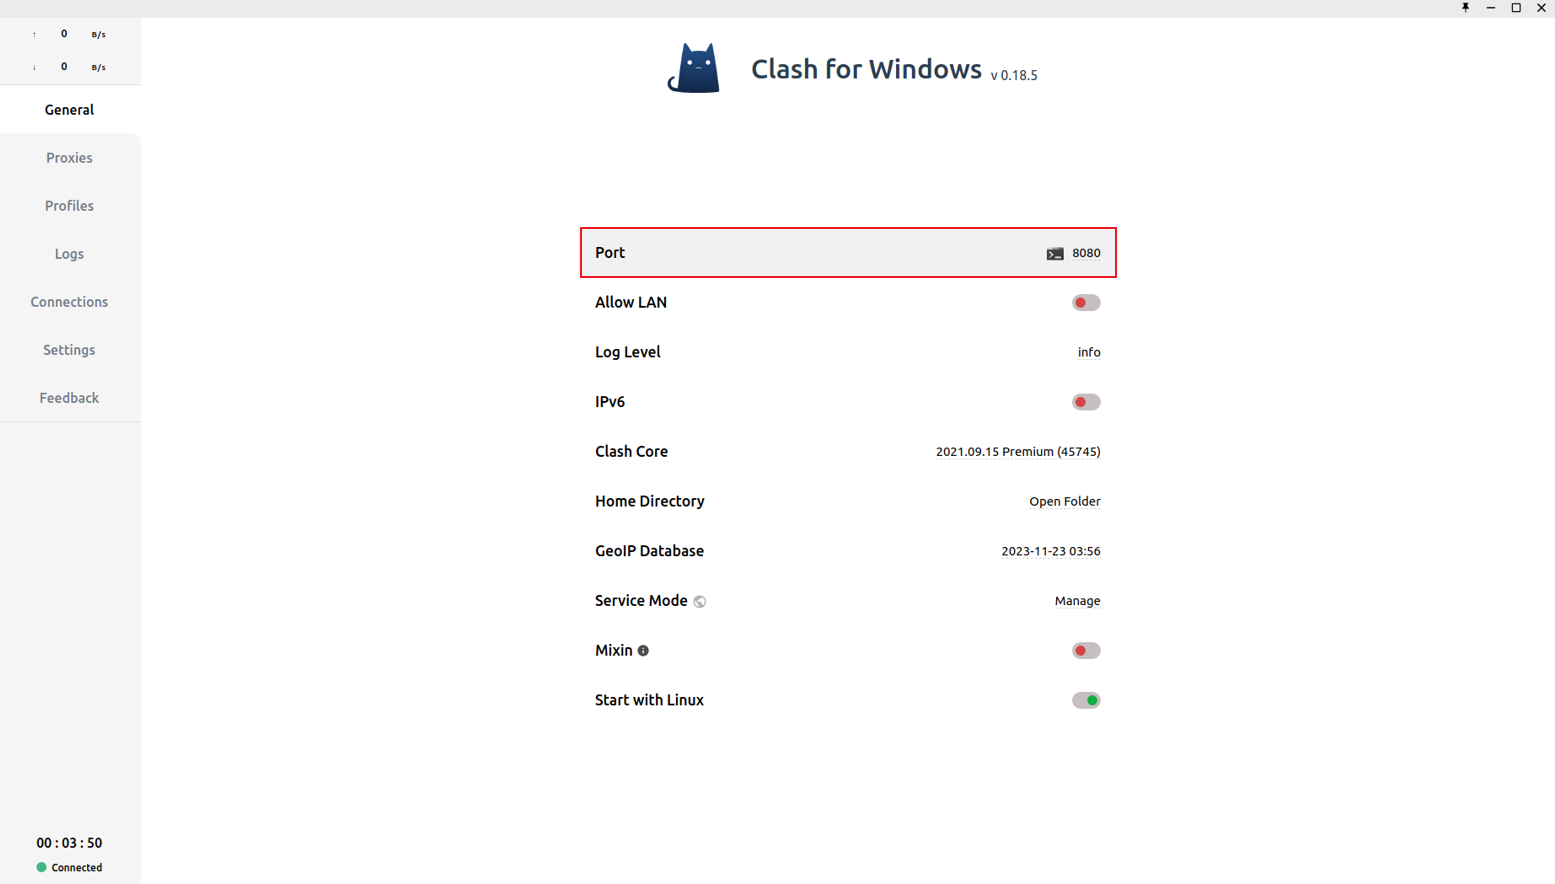 ↑ 0 B/s
↓ 0 B/s
General
Proxies
Profiles
Logs
Connections
Settings
Feedback
00 : 03 : 50
Connected
Clash for Windows v 0.18.5
Port 8080
Allow LAN
Log Level info
IPv6
Clash Core 2021.09.15 Premium (45745)
Home Directory Open Folder
GeoIP Database 2023-11-23 03:56
Service Mode Manage
Mixin
Start with Linux